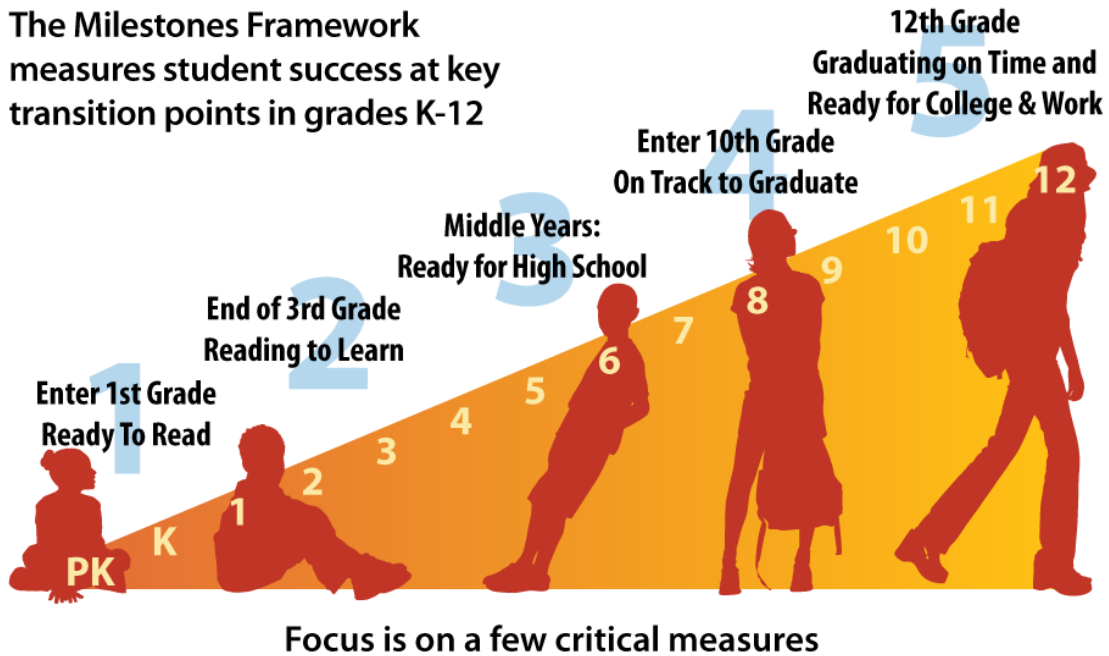 The Milestones Framework
measures student success at key
transition points in grades K-12
1
Enter 1st Grade
Ready To Read
2
End of 3rd Grade
Reading to Learn
3
Middle Years:
Ready for High School
4
Enter 10th Grade
On Track to Graduate
5
12th Grade
Graduating on Time and
Ready for College & Work
PK
K
1
2
3
4
5
6
7
8
9
10
11
12
Focus is on a few critical measures